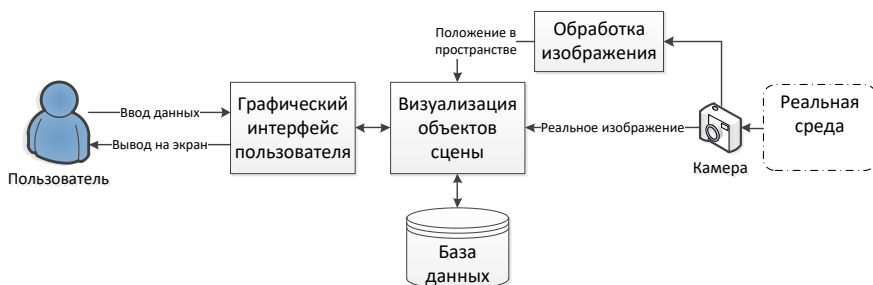 Положение в
пространстве
Обработка
изображения
Ввод данных
Вывод на экран
Пользователь
Графический
интерфейс
пользователя
Визуализация
объектов
сцены
Реальное изображение
Камера
Реальная
среда
База
данных